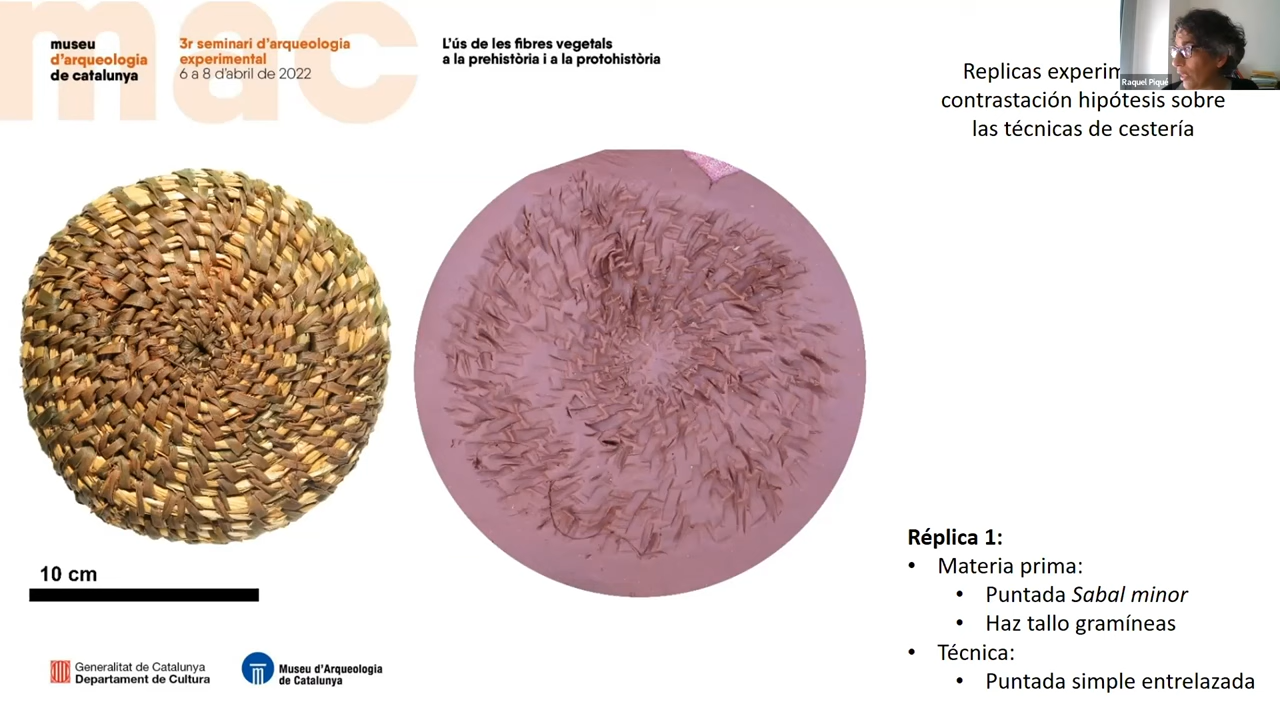 mac
museu
d'arqueologia
de catalunya
3r seminari d'arqueologia
experimental
6 a 8 d'abril de 2022
L'ús de les fibres vegetals
a la prehistòria i a la protohistòria
Raquel Piqué
Replicas
contrastación hipótesis sobre
las técnicas de cestería
10 cm
Réplica 1:
• Materia prima:
• Puntada Sabal minor
• Haz tallo gramíneas
• Técnica:
• Puntada simple entrelazada
Generalitat de Catalunya
Departament de Cultura
Museu d'Arqueologia
de Catalunya